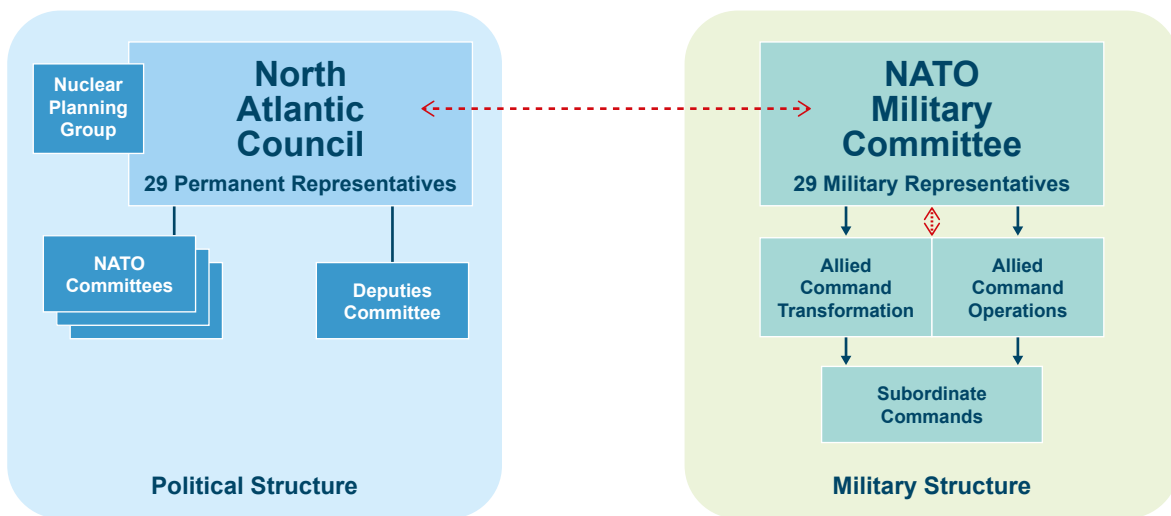 Nuclear
Planning
Group
North
Atlantic
Council
29 Permanent Representatives
NATO
Committees
Deputies
Committee
Political Structure
NATO
Military
Committee
29 Military Representatives
Allied
Command
Transformation
Allied
Command
Operations
Subordinate
Commands
Military Structure